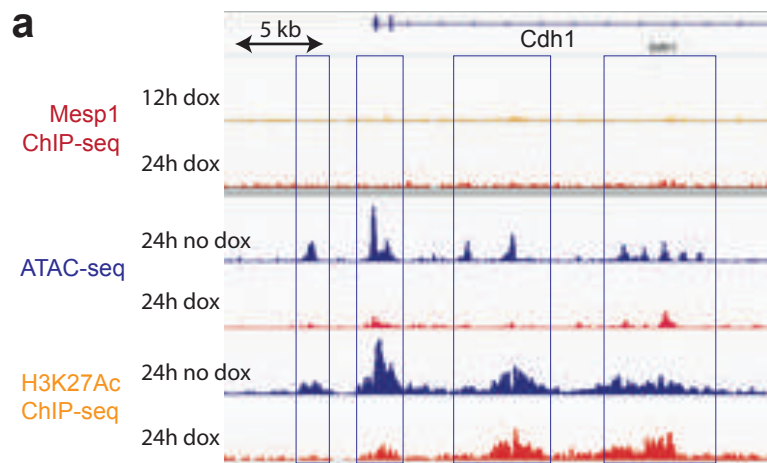 a
5 kb
Cdh1
Mesp1
ChIP-seq
12h dox
24h dox
ATAC-seq
24h no dox
24h dox
H3K27Ac
ChIP-seq
24h no dox
24h dox